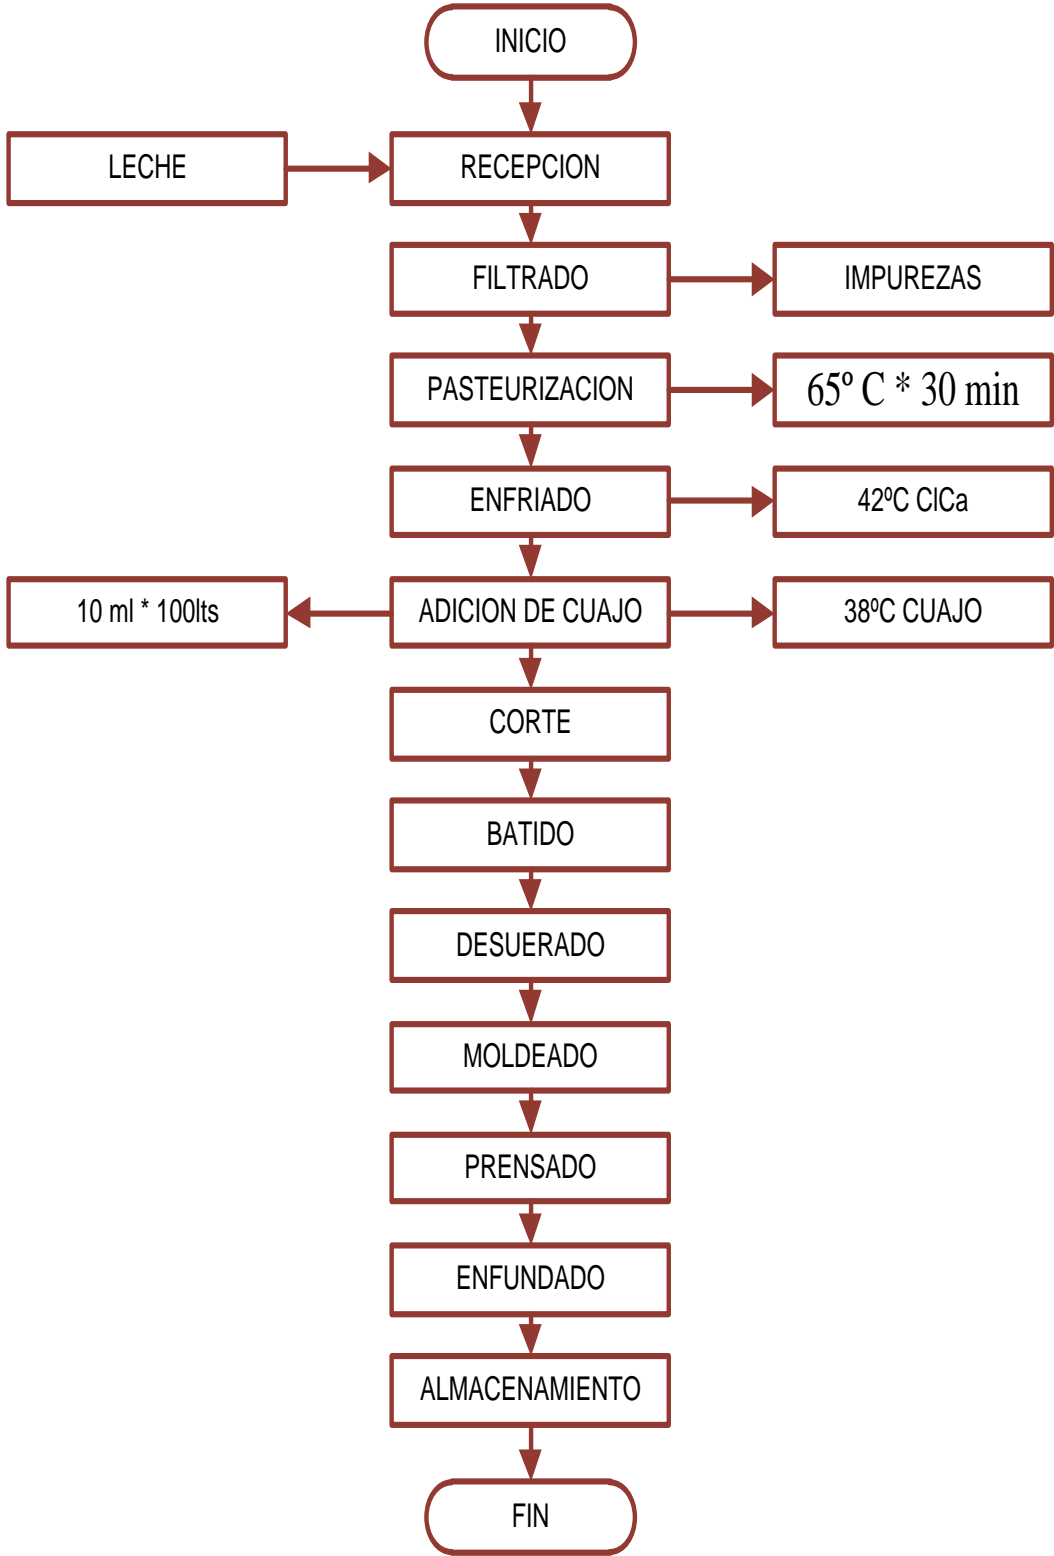 INICIO
LECHE
RECEPCION
FILTRADO
IMPUREZAS
PASTEURIZACION
65º C * 30 min
ENFRIADO
42ºC ClCa
10 ml * 100lts
ADICION DE CUAJO
38ºC CUAJO
CORTE
BATIDO
DESUERADO
MOLDEADO
PRENSADO
ENFUNDADO
ALMACENAMIENTO
FIN